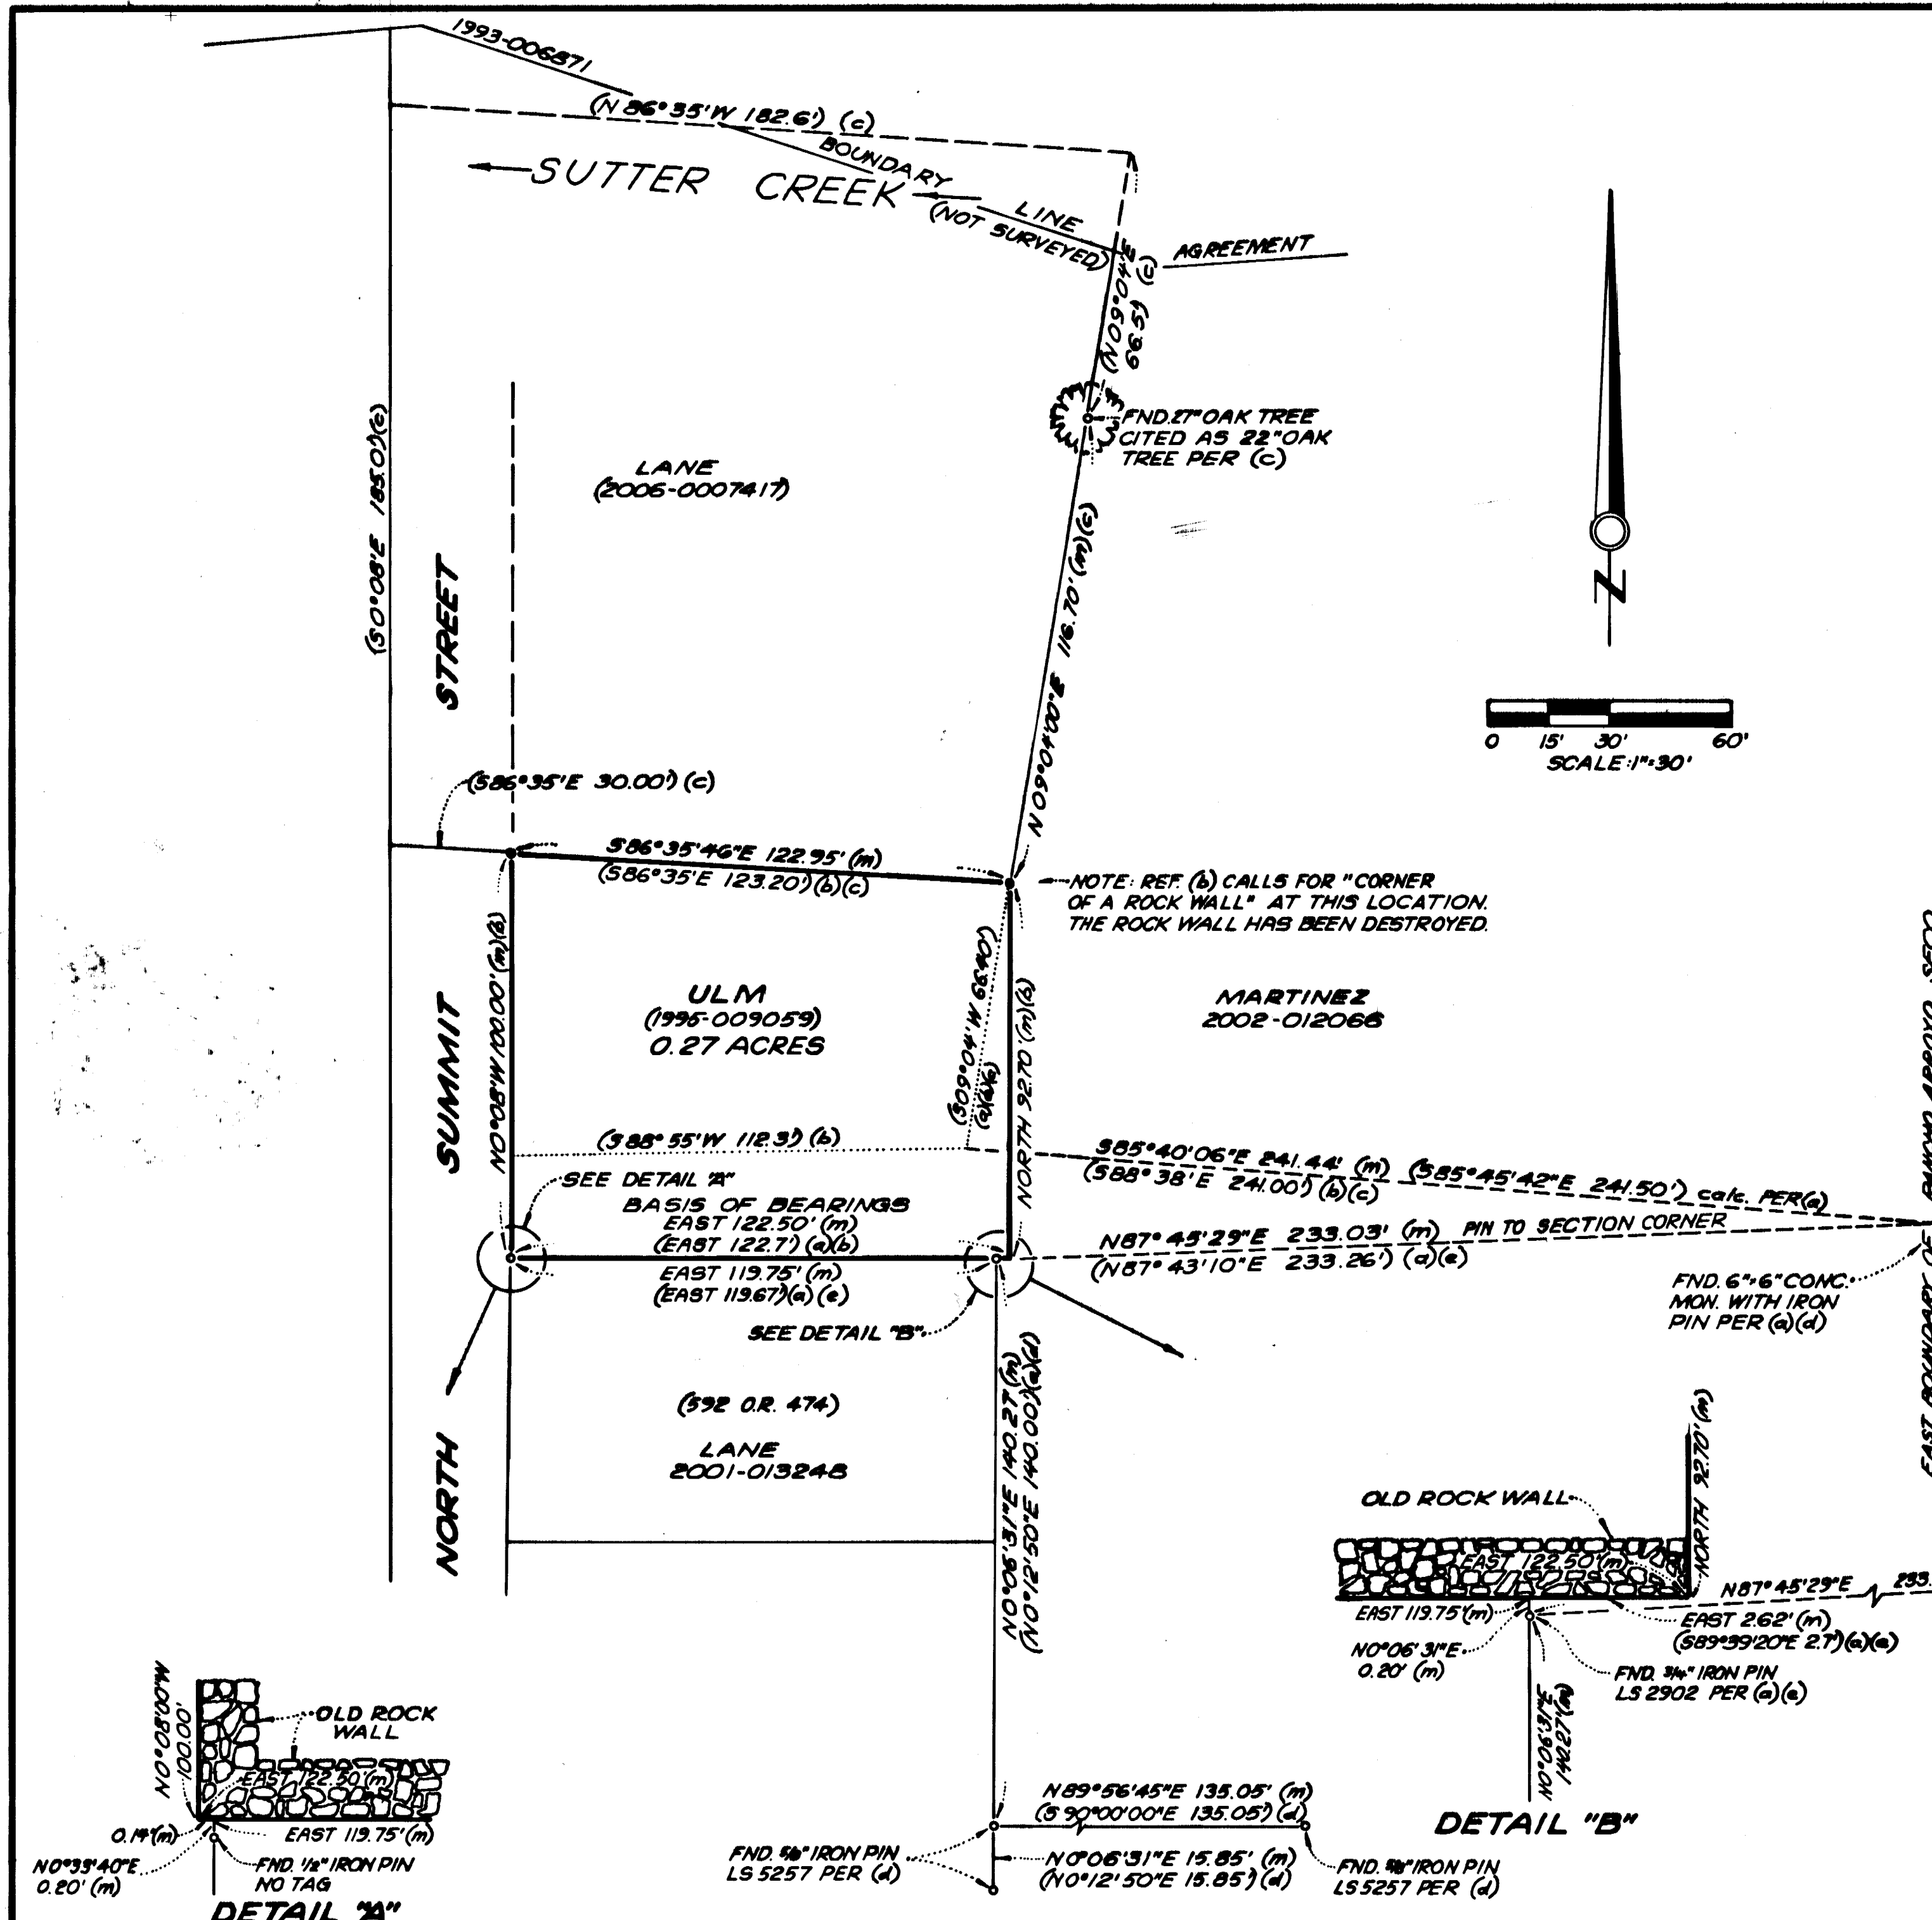 1993-006871
(N 86°35'W 182.6') (c)
BOUNDARY
SUTTER CREEK
LINE
(NOT SURVEYED)
AGREEMENT
(N 09°04'E
66.5') (c)
FND. 27" OAK TREE
CITED AS 22" OAK
TREE PER (c)
LANE
(2006-0007417)
(S0°08'E 185.0')(c)
N 09°04'00"E 116.70' (m)(c)
STREET
N
0 15' 30' 60'
SCALE: 1"=30'
(S86°35'E 30.00') (c)
S86°35'46"E 122.95' (m)
(S86°35'E 123.20')(b)(c)
NOTE: REF. (b) CALLS FOR "CORNER
OF A ROCK WALL" AT THIS LOCATION.
THE ROCK WALL HAS BEEN DESTROYED.
N0°08'W 100.00' (m)(b)
ULM
(1995-009059)
0.27 ACRES
(S09°04'W 66.40')
NORTH 92.70' (m)(b)
MARTINEZ
2002-012066
SUMMIT
(S88°55'W 112.3') (b)
S85°40'06"E 241.44' (m) (S85°45'42"E 241.50') calc. PER(a)
(S88°38'E 241.00') (b)(c)
SEE DETAIL "A"
BASIS OF BEARINGS
EAST 122.50' (m)
(EAST 122.7') (a)(b)
N87°45'29"E 233.03' (m) PIN TO SECTION CORNER
(N87°43'10"E 233.26') (a)(e)
EAST 119.75' (m)
(EAST 119.67')(a)(e)
FND. 6"x6" CONC.
MON. WITH IRON
PIN PER (a)(d)
SEE DETAIL "B"
N0°06'31"E 140.27' (m)
(N0°12'50"E 140.00')(a)(d)
(592 O.R. 474)
LANE
2001-013248
NORTH
OLD ROCK WALL
EAST 122.50' (m)
NORTH 92.70' (m)
N87°45'29"E 233.
EAST 119.75' (m)
EAST 2.62' (m)
(S89°39'20"E 2.7')(a)(e)
N0°06'31"E
0.20' (m)
FND. 3/4" IRON PIN
LS 2902 PER (a)(e)
N0°06'31"E
140.27' (m)
DETAIL "B"
N0°08'00"W
100.00'
OLD ROCK
WALL
EAST 122.50' (m)
0.14' (m)
EAST 119.75' (m)
N0°39'40"E
0.20' (m)
FND. 1/2" IRON PIN
NO TAG
DETAIL "A"
N89°56'45"E 135.05' (m)
(S 90°00'00"E 135.05') (d)
FND. 5/8" IRON PIN
LS 5257 PER (d)
N0°06'31"E 15.85' (m)
(N0°12'50"E 15.85') (d)
FND. 5/8" IRON PIN
LS 5257 PER (d)